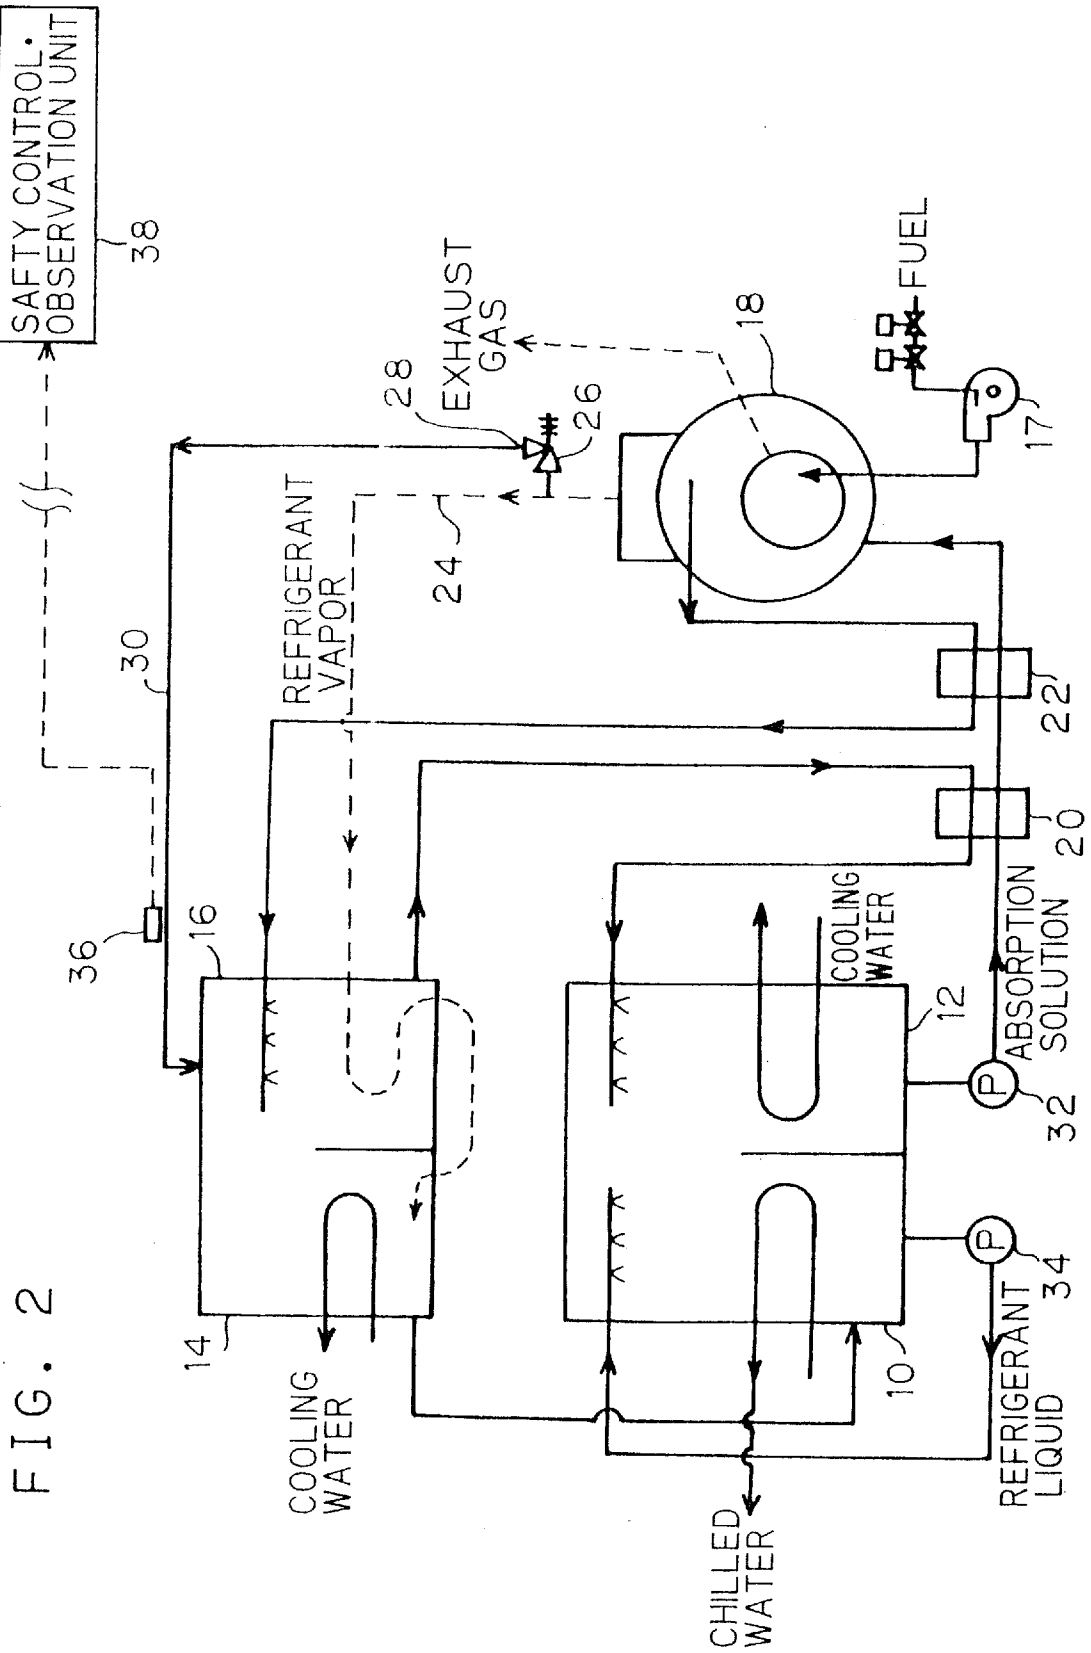 FIG. 2
SAFTY CONTROL.
OBSERVATION UNIT
38
36
30
28
EXHAUST
GAS
26
24
REFRIGERANT
VAPOR
14
16
18
FUEL
17
COOLING
WATER
22
20
COOLING
WATER
CHILLED
WATER
10
12
REFRIGERANT
LIQUID
34
P
32
P
ABSORPTION
SOLUTION